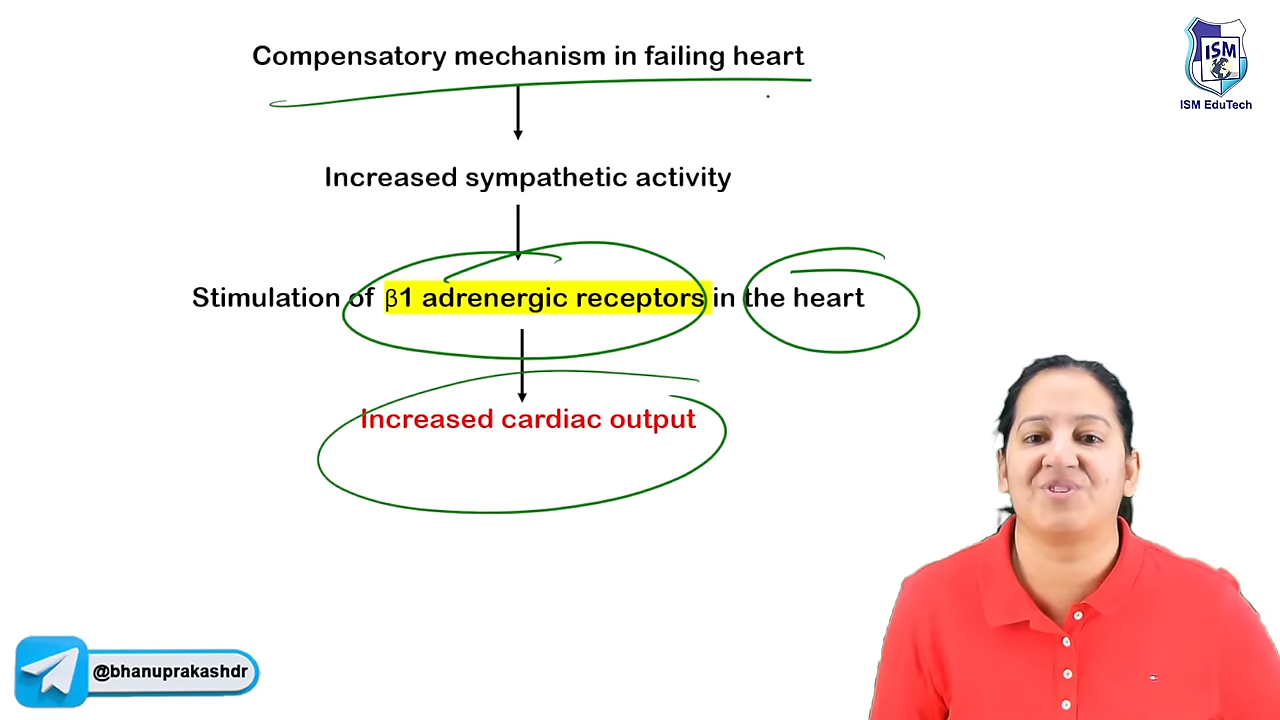 Compensatory mechanism in failing heart
ISM
ISM EduTech
Increased sympathetic activity
Stimulation of β1 adrenergic receptors in the heart
Increased cardiac output
@bhanuprakashdr